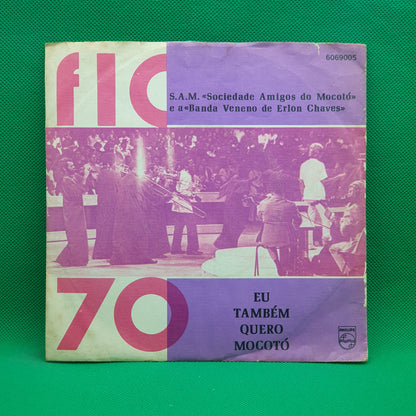 6069005
fic
S.A.M. «Sociedade Amigos do Mocotó»
e a «Banda Veneno de Erlon Chaves»
70
EU
TAMBÉM
QUERO
MOCOTÓ
PHILIPS